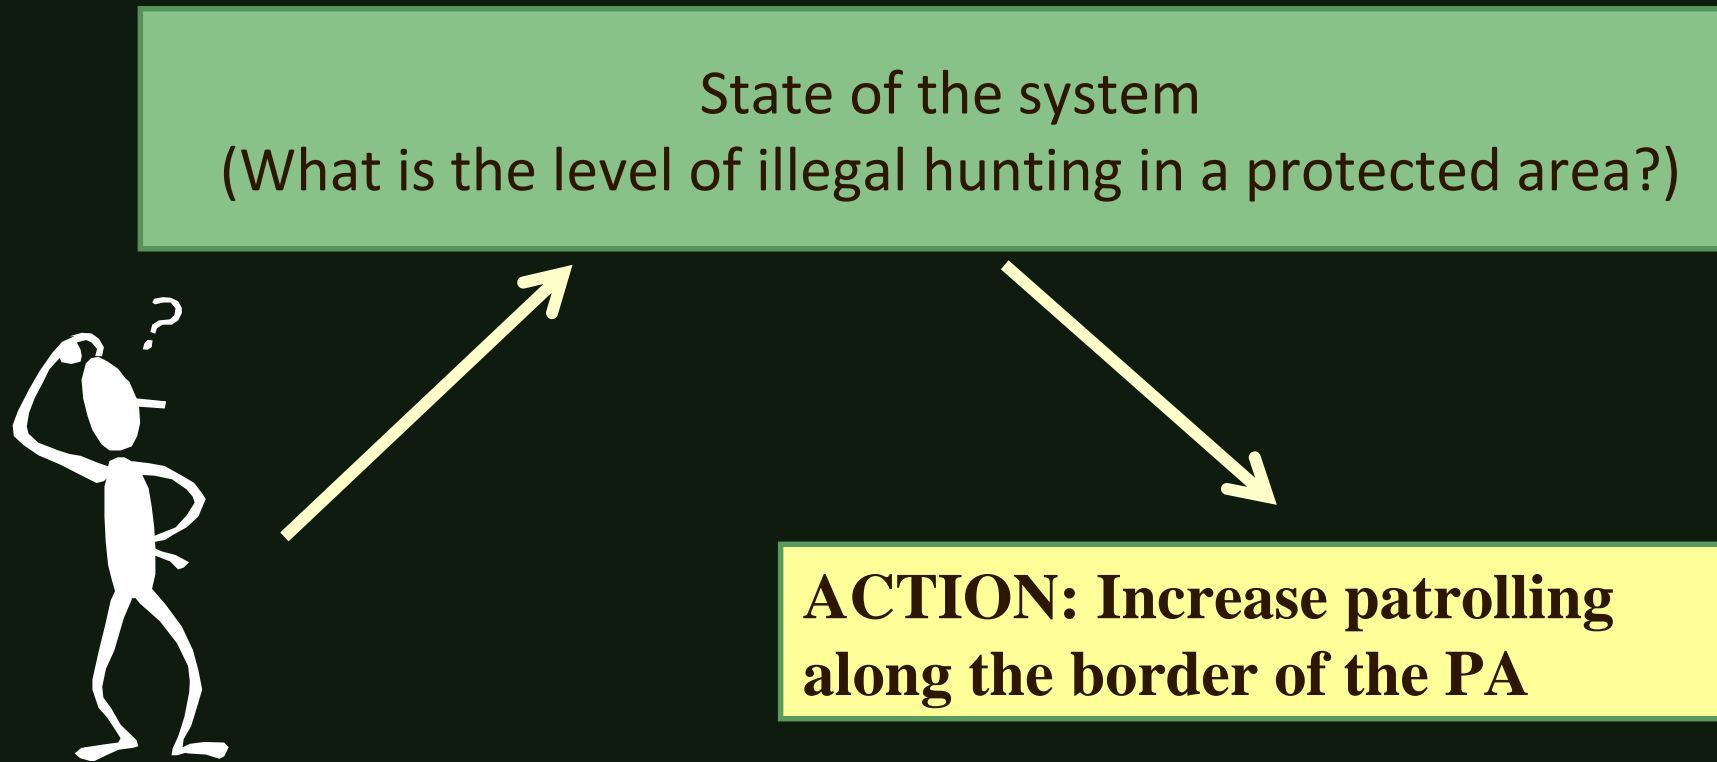 State of the system
(What is the level of illegal hunting in a protected area?)
?
ACTION: Increase patrolling
along the border of the PA